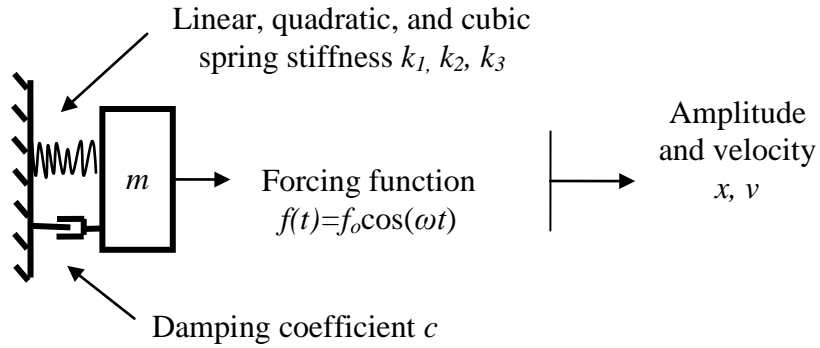 Linear, quadratic, and cubic
spring stiffness k1, k2, k3
m
Forcing function
f(t)=focos(ωt)
Amplitude
and velocity
x, v
Damping coefficient c